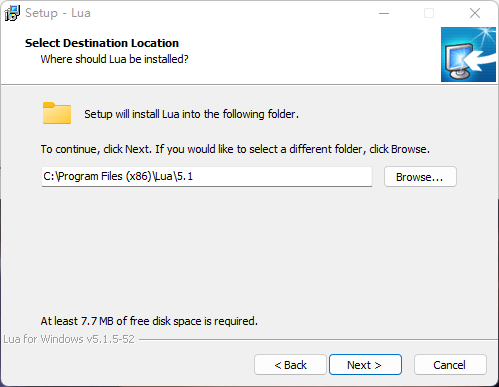 Setup - Lua
Select Destination Location
Where should Lua be installed?
Setup will install Lua into the following folder.
To continue, click Next. If you would like to select a different folder, click Browse.
C:\Program Files (x86)\Lua\5.1
Browse...
At least 7.7 MB of free disk space is required.
Lua for Windows v5.1.5-52
< Back
Next >
Cancel